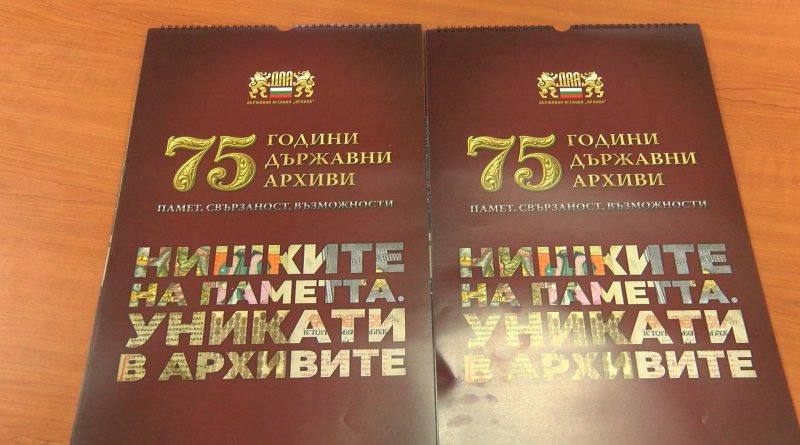 ДАА
ДЪРЖАВНА АГЕНЦИЯ „АРХИВИ“
75 ГОДИНИ
ДЪРЖАВНИ
АРХИВИ
ПАМЕТ. СВЪРЗАНОСТ. ВЪЗМОЖНОСТИ
НИШКИТЕ
НА ПАМЕТТА.
УНИКАТИ
В АРХИВИТЕ
ДАА
ДЪРЖАВНА АГЕНЦИЯ „АРХИВИ“
75 ГОДИНИ
ДЪРЖАВНИ
АРХИВИ
ПАМЕТ. СВЪРЗАНОСТ. ВЪЗМОЖНОСТИ
НИШКИТЕ
НА ПАМЕТТА.
УНИКАТИ
В АРХИВИТЕ